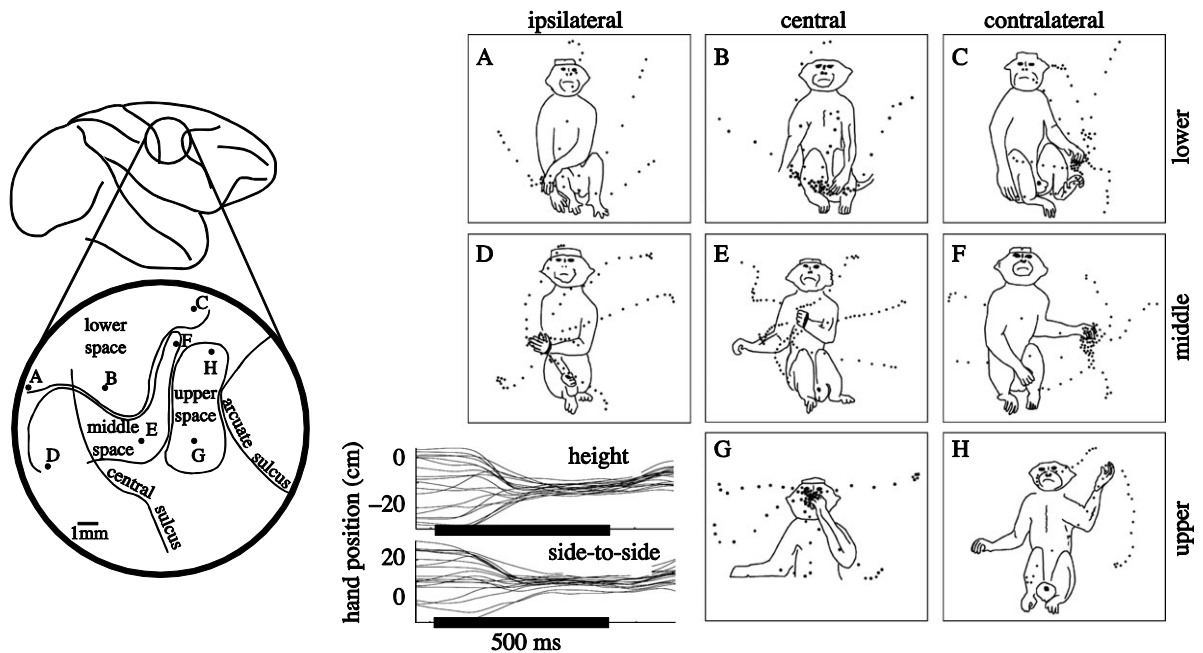 ipsilateral
central
contralateral
A
B
C
lower
D
E
F
middle
G
H
upper
C
lower
space
F
H
A
B
upper
space
middle
space
E
arcuate
sulcus
G
D
central
sulcus
1mm
hand position (cm)
0
−20
height
20
0
side-to-side
500 ms